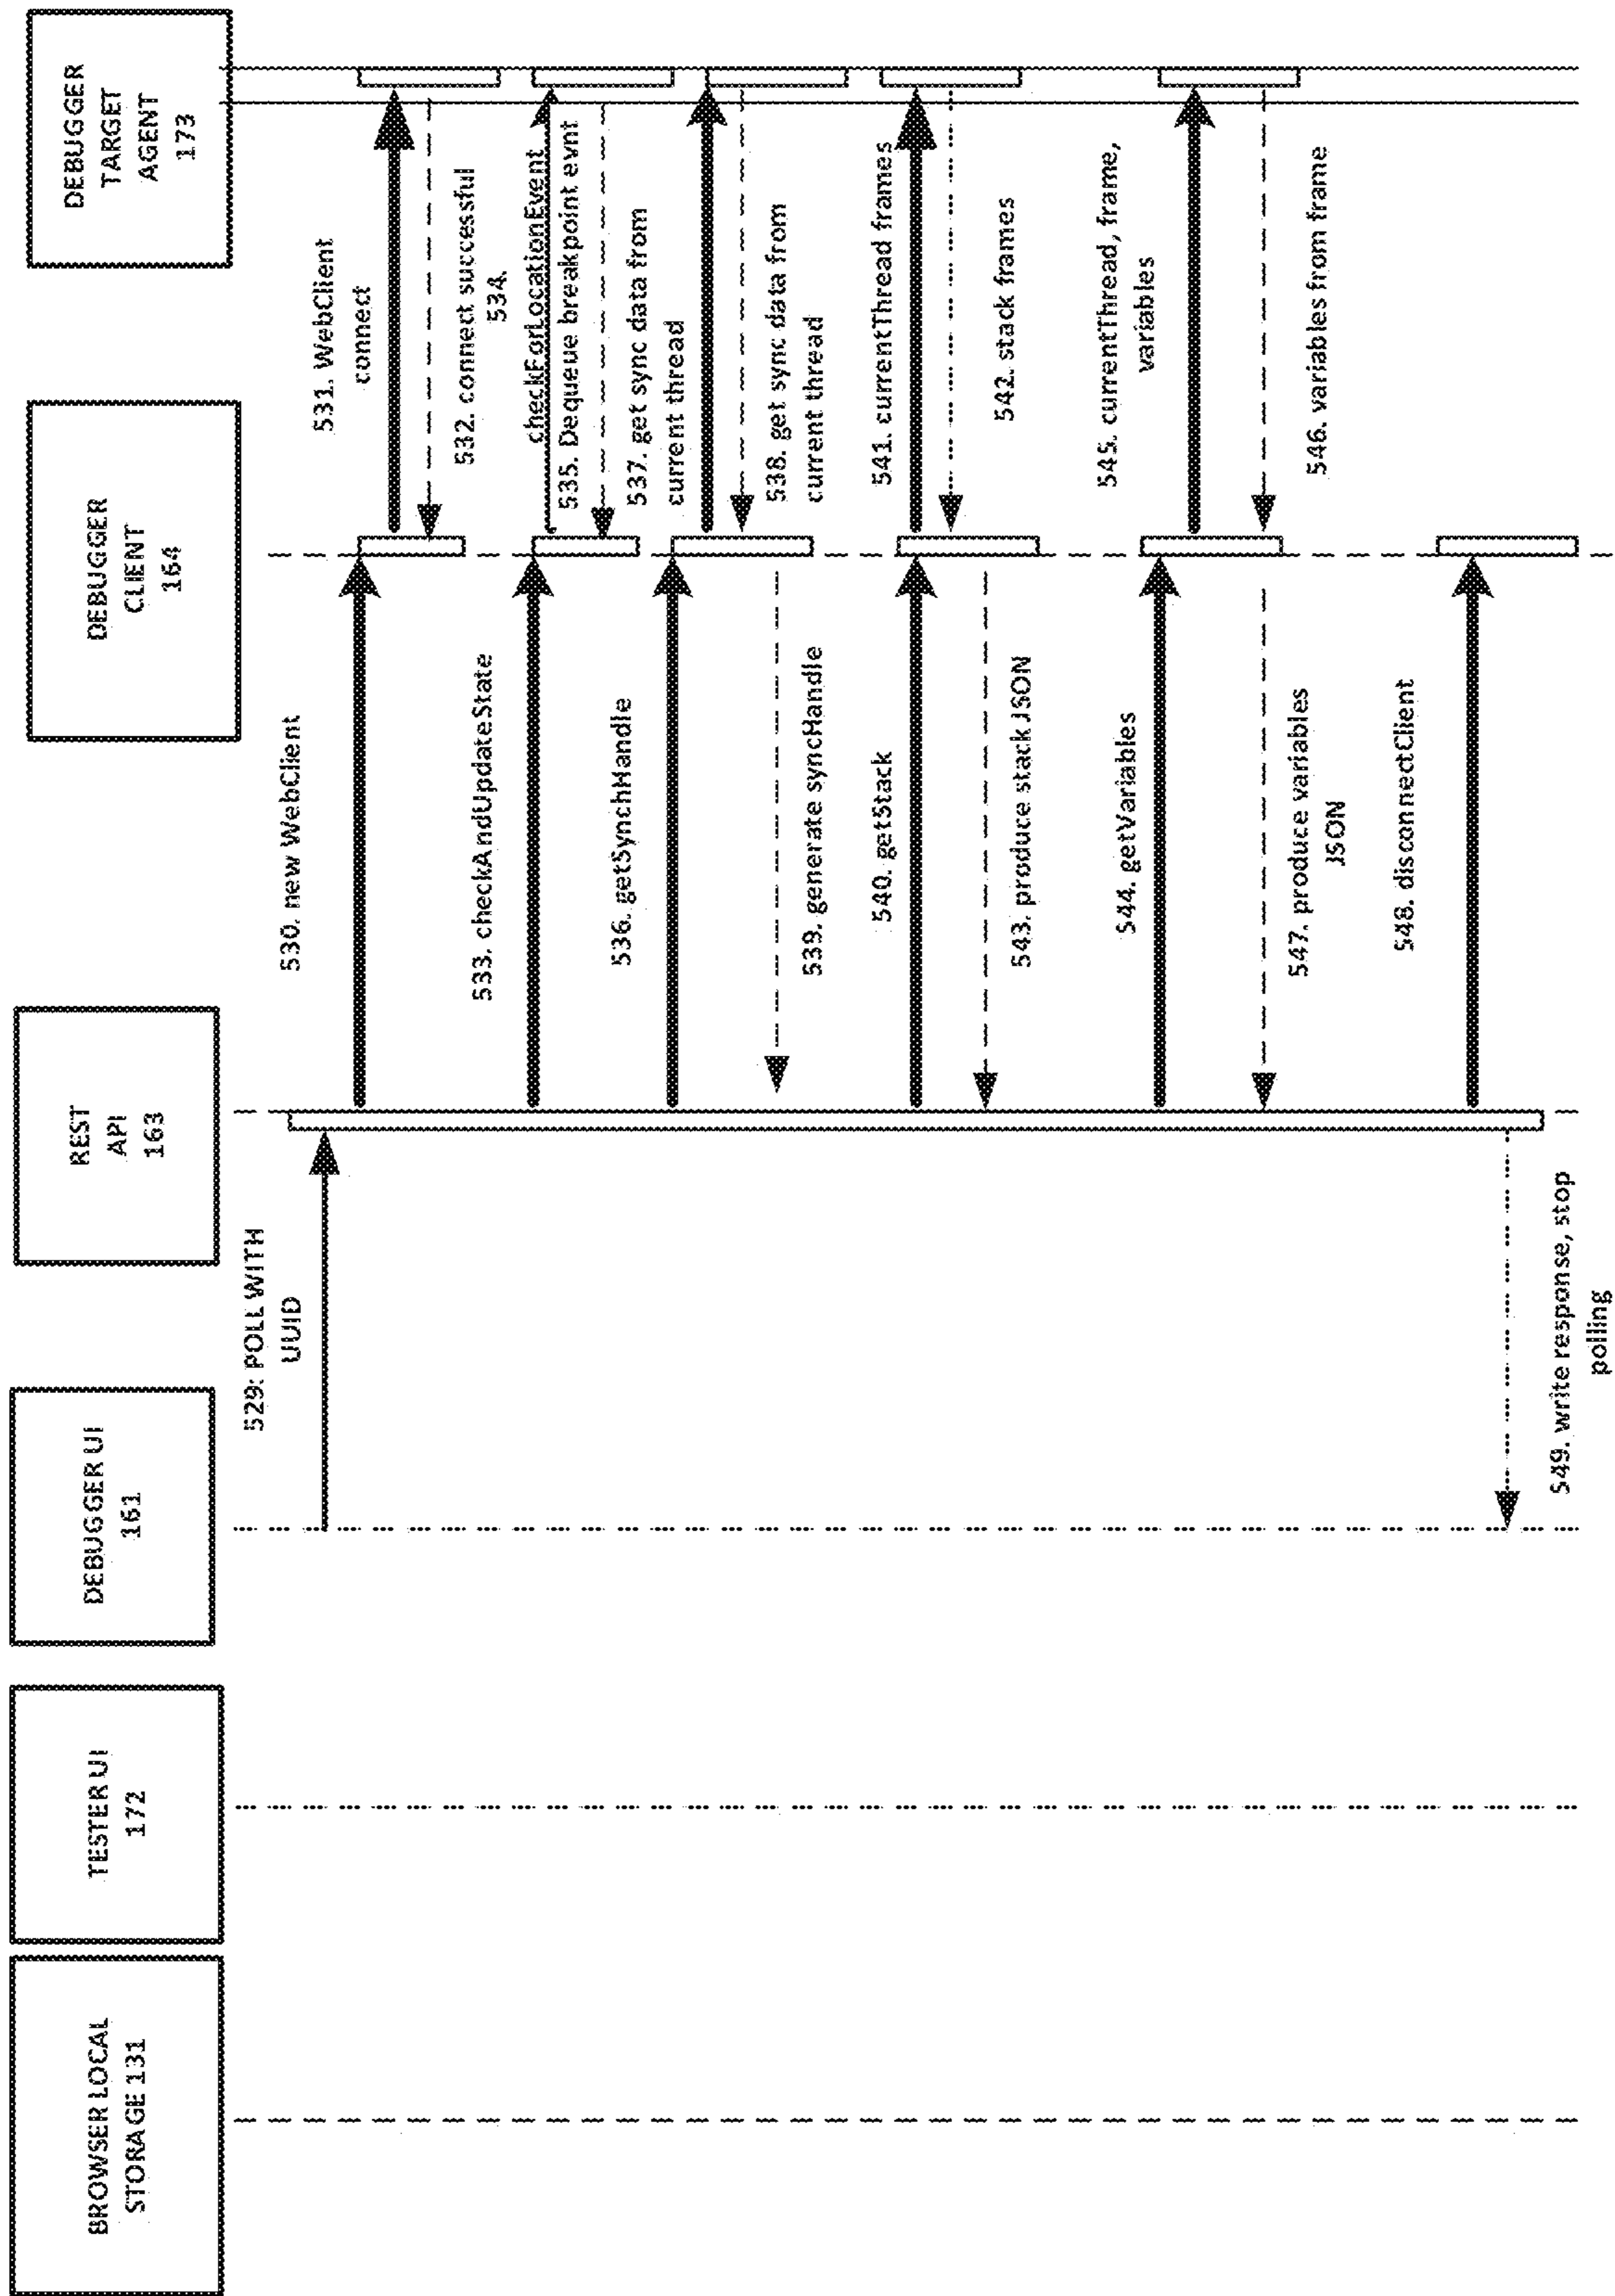 BROWSER LOCAL
STORAGE 131
TESTER UI
172
DEBUGGER UI
161
REST
API
163
DEBUGGER
CLIENT
164
DEBUGGER
TARGET
AGENT
173
529: POLL WITH
UUID
530. new WebClient
531. WebClient
connect
532. connect successful
533. checkAndUpdateState
534.
checkForLocationEvent
535. Dequeue breakpoint evnt
536. getSynchHandle
537. get sync data from
current thread
538. get sync data from
current thread
539. generate syncHandle
540. getStack
541. currentThread frames
542. stack frames
543. produce stack JSON
544. getVariables
545. currentThread, frame,
variables
546. variables from frame
547. produce variables
JSON
548. disconnectClient
549. write response, stop
polling